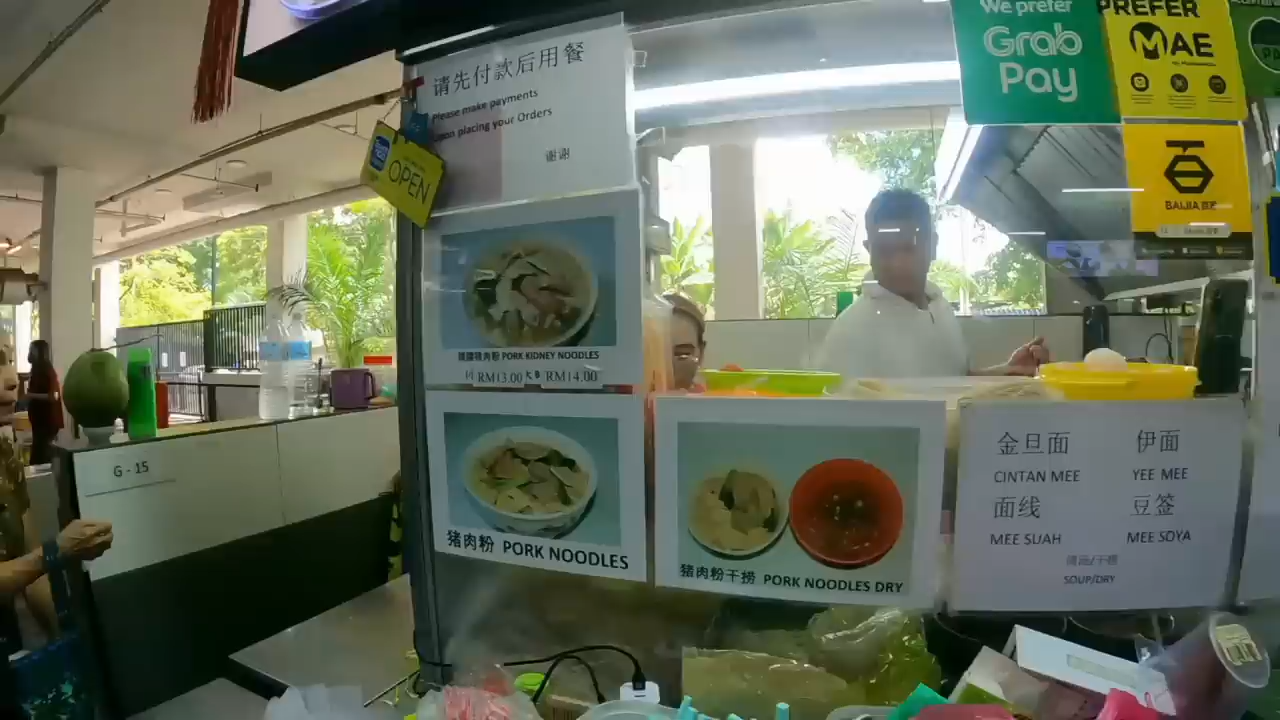 请先付款后用餐
Please make payments
upon placing your Orders
谢谢
OPEN
We prefer
Grab
Pay
PREFER
MAE
BAIJIA
PORK KIDNEY NOODLES
RM13.00
RM14.00
G - 15
猪肉粉 PORK NOODLES
猪肉粉干捞 PORK NOODLES DRY
金旦面 伊面
CINTAN MEE YEE MEE
面线 豆签
MEE SUAH MEE SOYA
SOUP/DRY